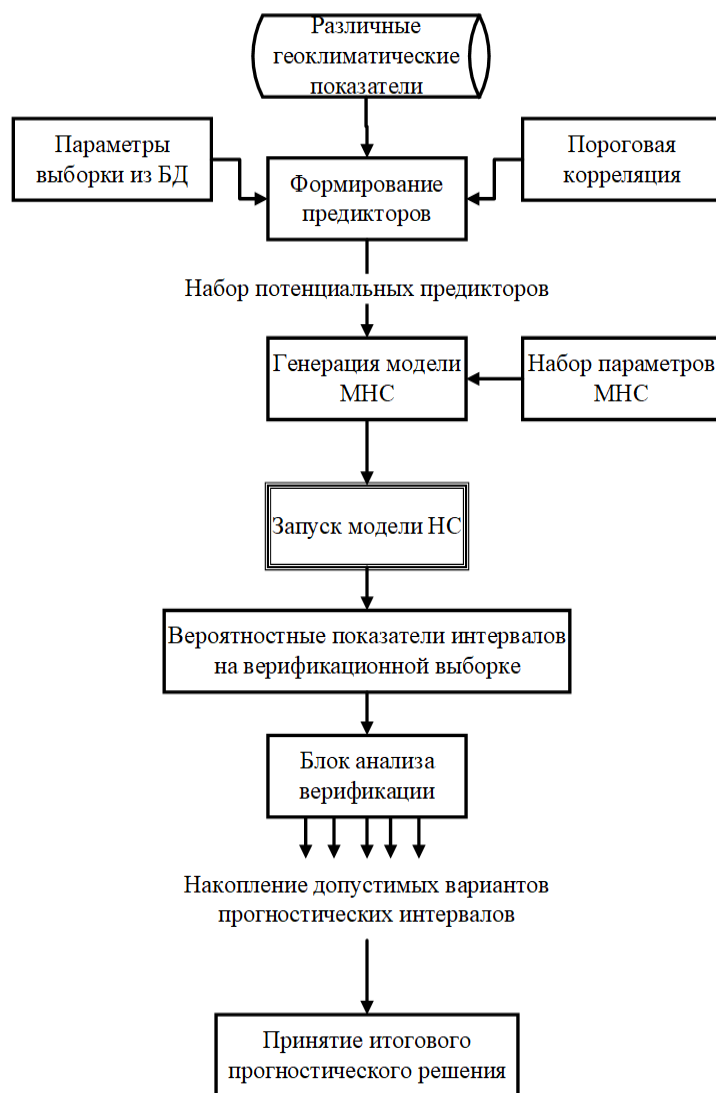 Различные
геоклиматические
показатели
Параметры
выборки из БД
Формирование
предикторов
Пороговая
корреляция
Набор потенциальных предикторов
Генерация модели
МНС
Набор параметров
МНС
Запуск модели НС
Вероятностные показатели интервалов
на верификационной выборке
Блок анализа
верификации
Накопление допустимых вариантов
прогностических интервалов
Принятие итогового
прогностического решения